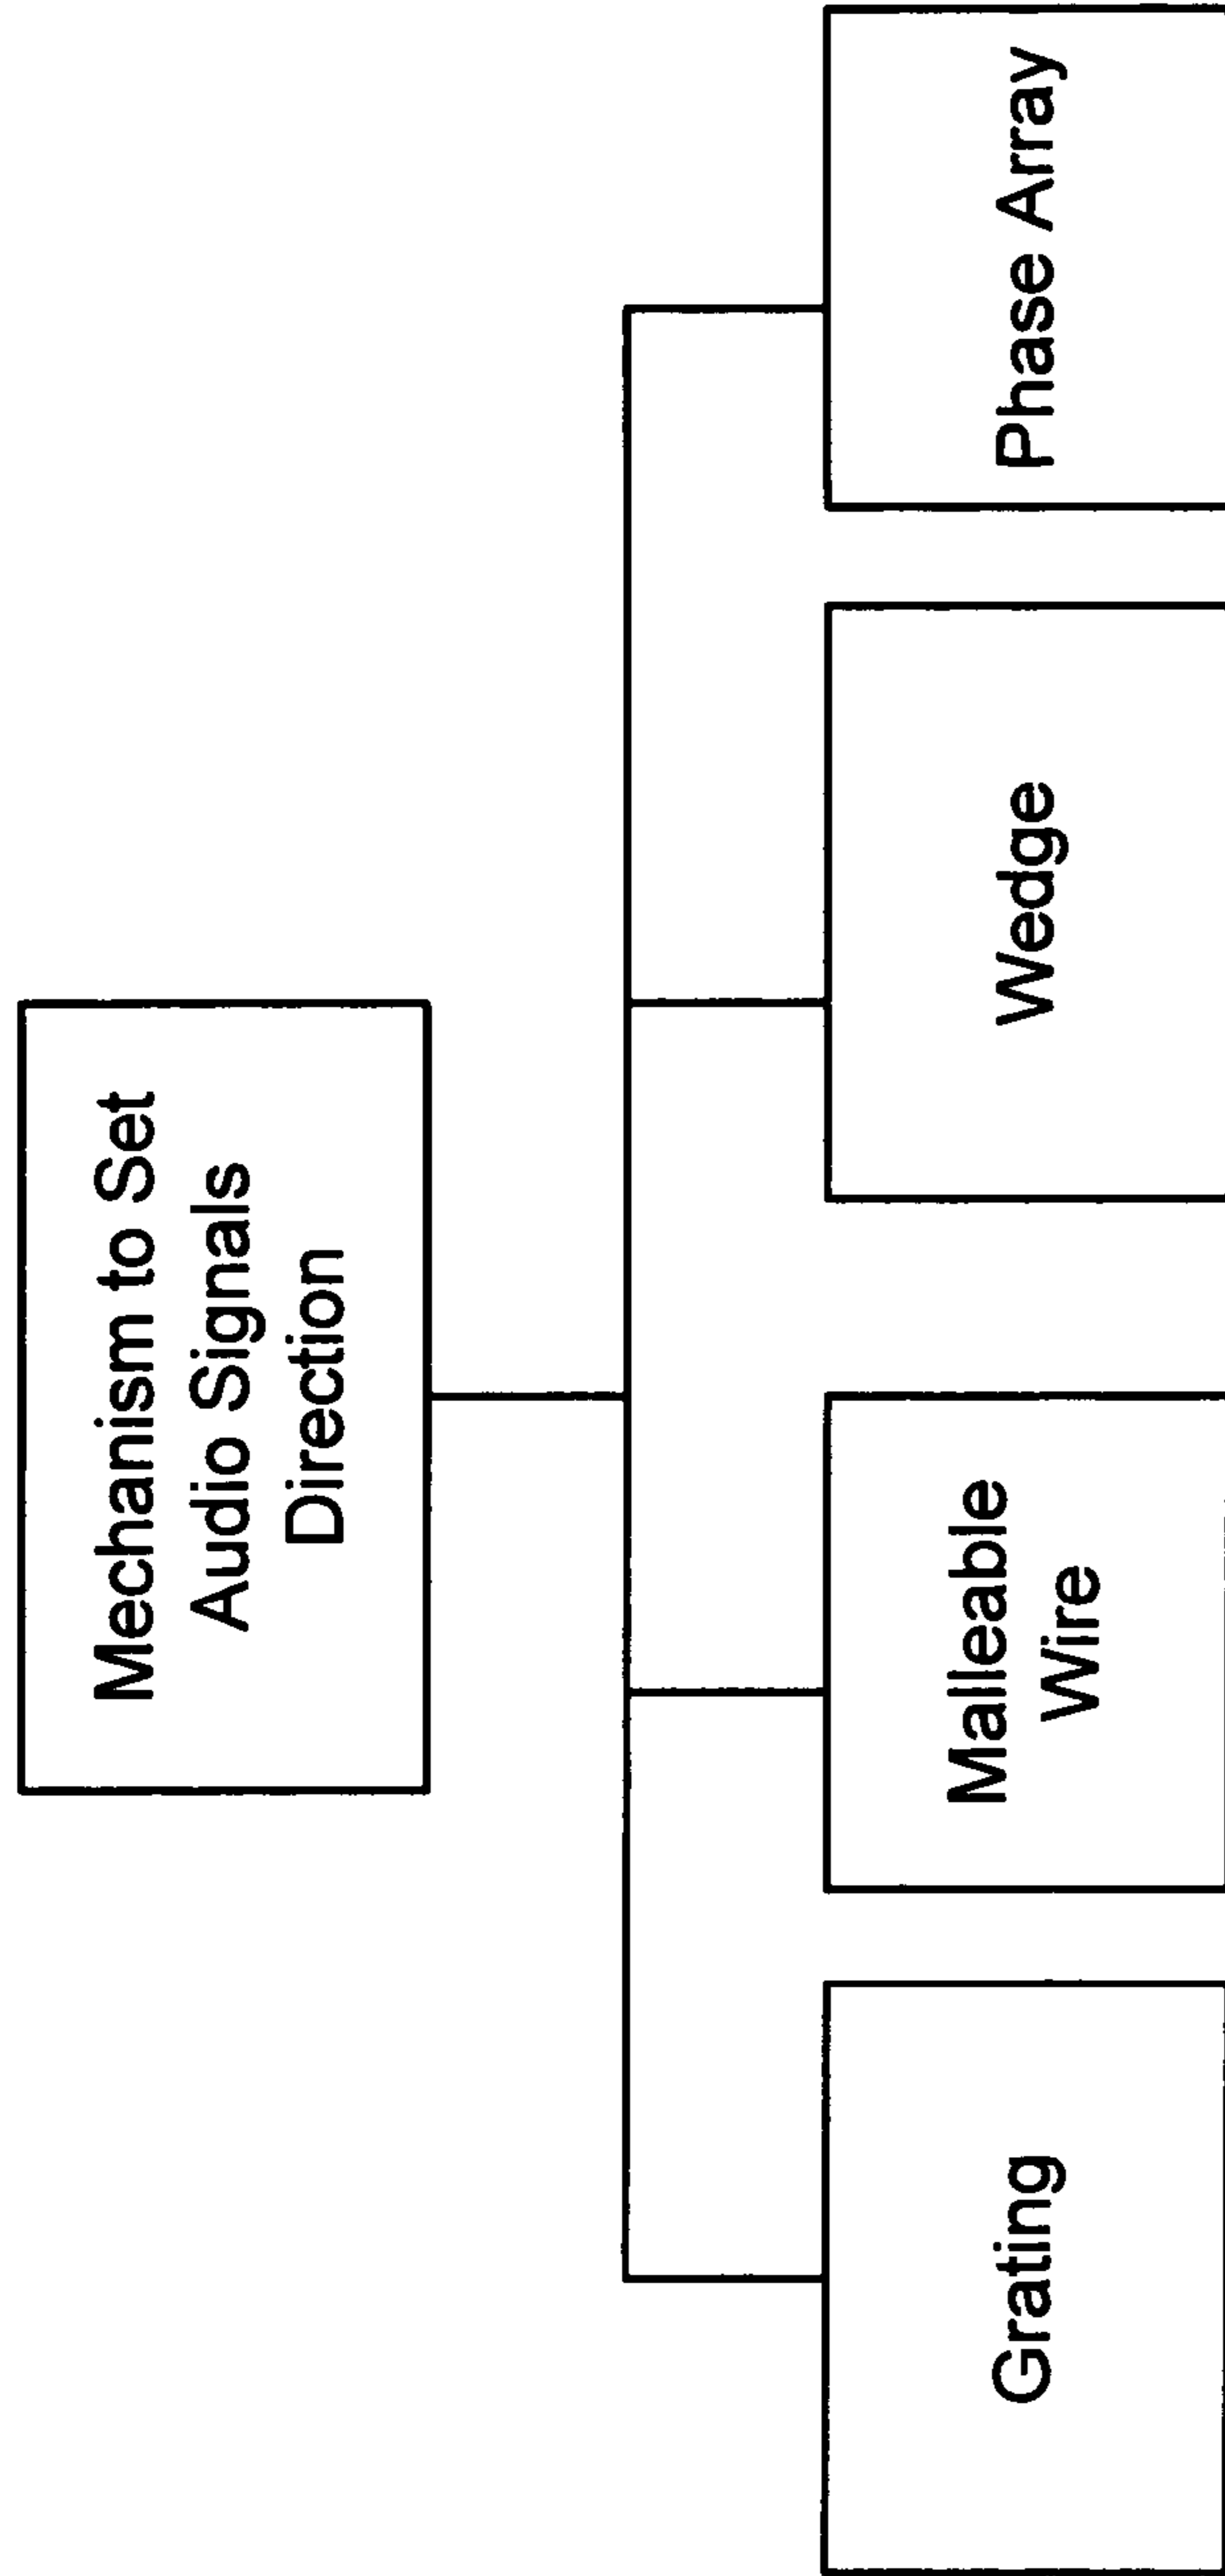 Mechanism to Set
Audio Signals
Direction
Grating
Malleable
Wire
Wedge
Phase Array